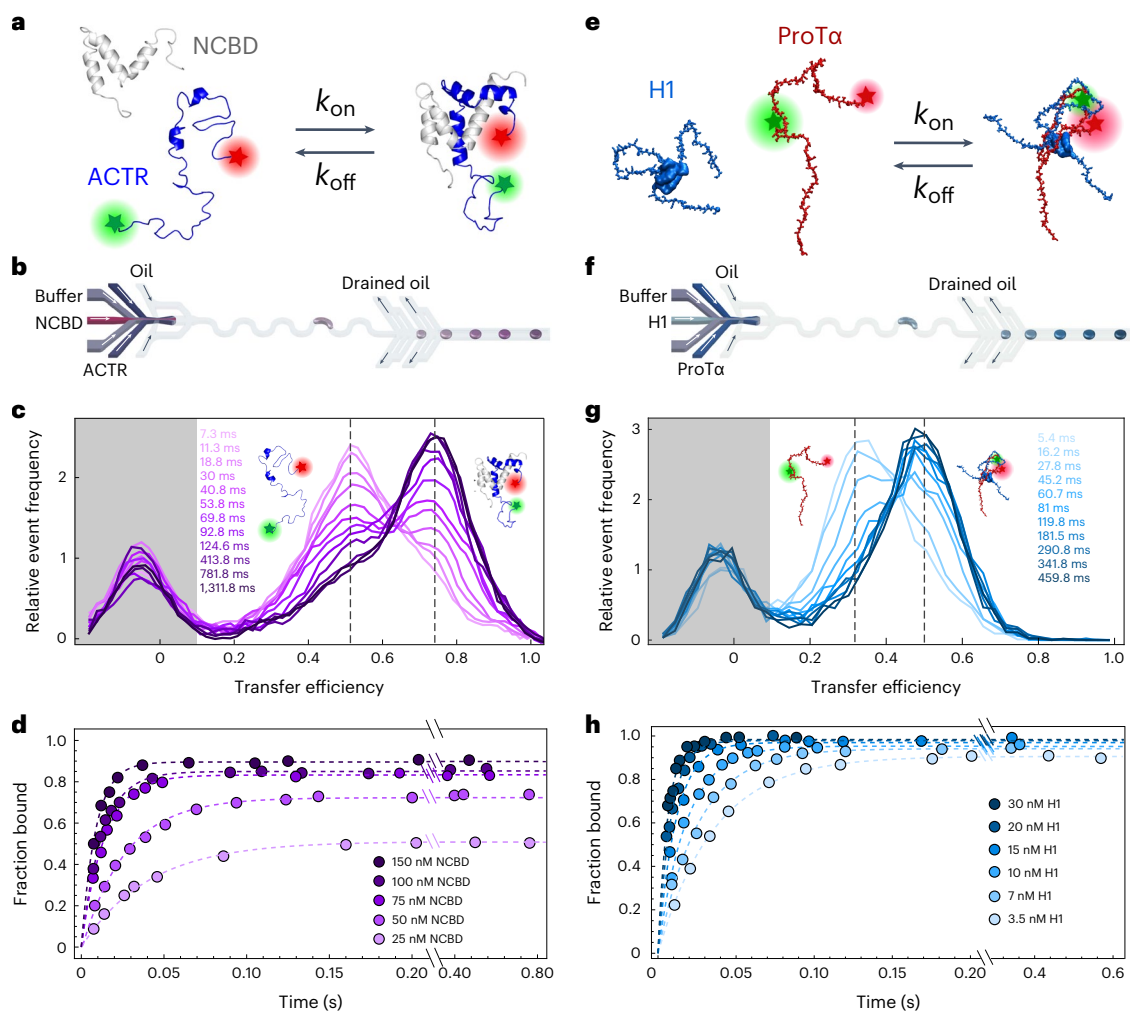 a
NCBD
ACTR
kon
koff
e
ProTα
H1
kon
koff
b
Oil
Buffer
NCBD
ACTR
Drained oil
f
Oil
Buffer
H1
ProTα
Drained oil
c
Relative event frequency
2
1
0
7.3 ms
11.3 ms
18.8 ms
30 ms
40.8 ms
53.8 ms
69.8 ms
92.8 ms
124.6 ms
413.8 ms
781.8 ms
1,311.8 ms
0 0.2 0.4 0.6 0.8 1.0
Transfer efficiency
g
Relative event frequency
3
2
1
0
5.4 ms
16.2 ms
27.8 ms
45.2 ms
60.7 ms
81 ms
119.8 ms
181.5 ms
290.8 ms
341.8 ms
459.8 ms
0 0.2 0.4 0.6 0.8 1.0
Transfer efficiency
d
Fraction bound
1.0
0.8
0.6
0.4
0.2
0
150 nM NCBD
100 nM NCBD
75 nM NCBD
50 nM NCBD
25 nM NCBD
0 0.05 0.10 0.15 0.20 0.40 0.80
Time (s)
h
Fraction bound
1.0
0.8
0.6
0.4
0.2
0
30 nM H1
20 nM H1
15 nM H1
10 nM H1
7 nM H1
3.5 nM H1
0 0.05 0.10 0.15 0.20 0.4 0.6
Time (s)